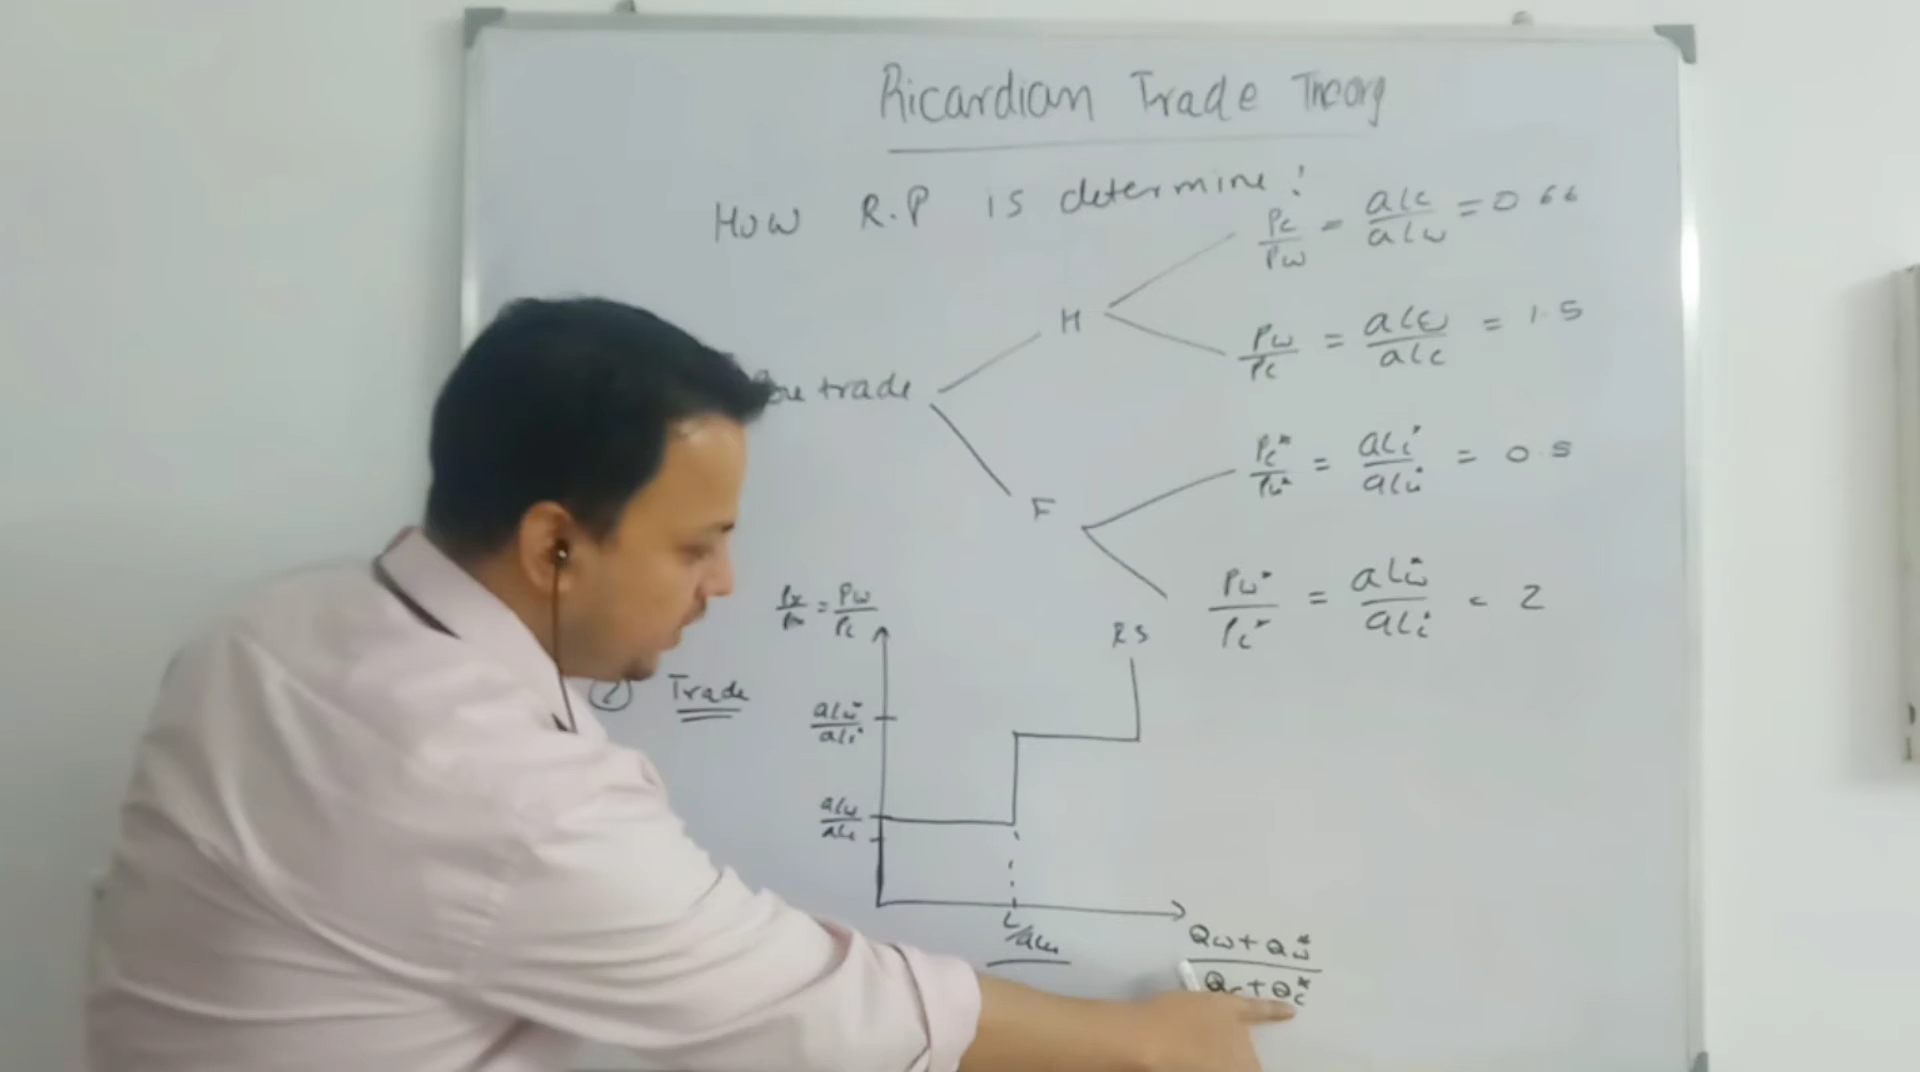 Ricardian Trade Theory
How R.P is determine?
Pc/Pw = aLc/aLw = 0.66
H
Pw/Pc = aLw/aLc = 1.5
trade
Pc*/Pw* = aLc*/aLw* = 0.5
F
Pw*/Pc* = aLw*/aLc* = 2
= Pw/Pc
RS
② Trade
aLw*/aLc*
aLw/aLc
L/aLw
Qw + Qw*
Qc + Qc*